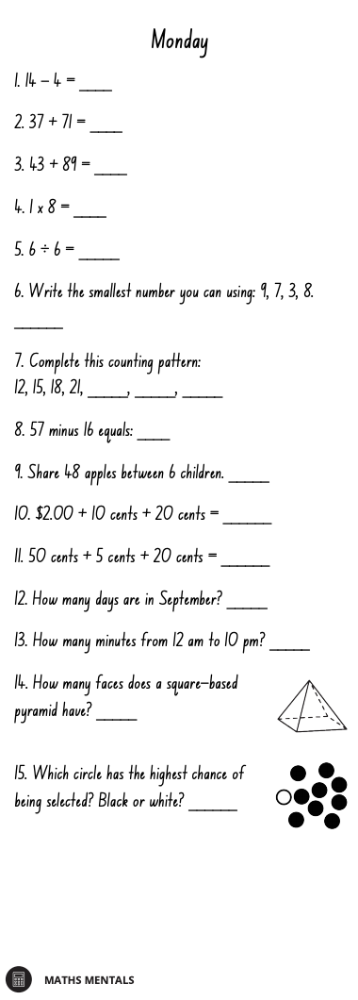 Monday
1. 14 – 4 = ____
2. 37 + 71 = ____
3. 43 + 89 = ____
4. 1 x 8 = ____
5. 6 ÷ 6 = _____
6. Write the smallest number you can using: 9, 7, 3, 8.
______
7. Complete this counting pattern:
12, 15, 18, 21, _____, _____, _____
8. 57 minus 16 equals: ____
9. Share 48 apples between 6 children. _____
10. $2.00 + 10 cents + 20 cents = ______
11. 50 cents + 5 cents + 20 cents = ______
12. How many days are in September? _____
13. How many minutes from 12 am to 10 pm? _____
14. How many faces does a square–based
pyramid have? _____
15. Which circle has the highest chance of
being selected? Black or white? ______
MATHS MENTALS